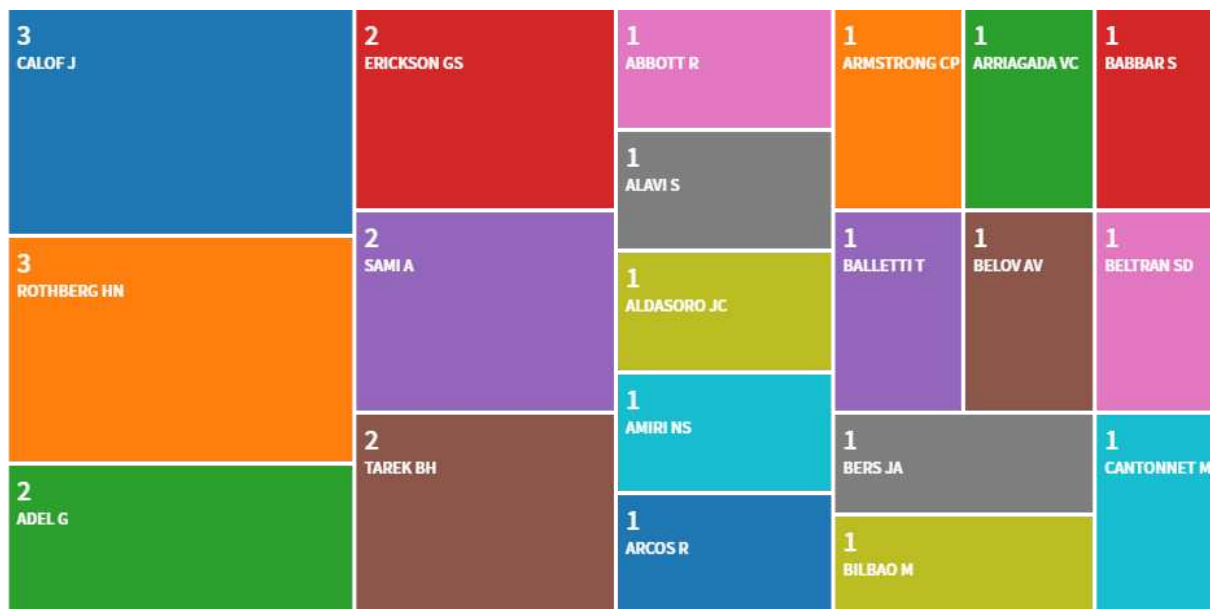 3
CALOF J
3
ROTHBERG HN
2
ADEL G
2
ERICKSON GS
2
SAMI A
2
TAREK BH
1
ABBOTT R
1
ALAVI S
1
ALDASORO JC
1
AMIRI NS
1
ARCOS R
1
ARMSTRONG CP
1
ARRIAGADA VC
1
BABBAR S
1
BALLETTI T
1
BELOV AV
1
BELTRAN SD
1
BERS JA
1
BILBAO M
1
CANTONNET M